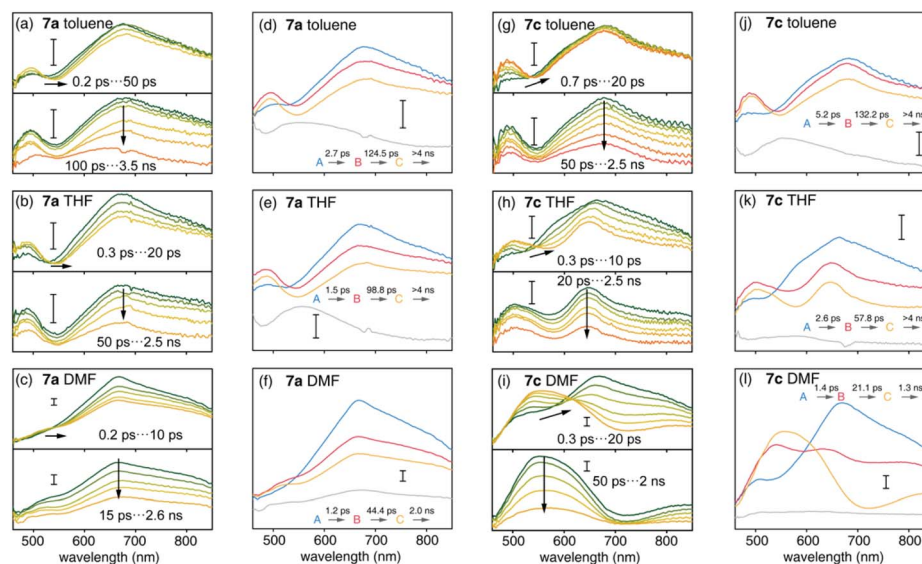 (a) 7a toluene
0.2 ps···50 ps
100 ps···3.5 ns
(b) 7a THF
0.3 ps···20 ps
50 ps···2.5 ns
(c) 7a DMF
0.2 ps···10 ps
15 ps···2.6 ns
500 600 700 800
wavelength (nm)
(d) 7a toluene
2.7 ps 124.5 ps >4 ns
A B C
(e) 7a THF
1.5 ps 98.8 ps >4 ns
A B C
(f) 7a DMF
1.2 ps 44.4 ps 2.0 ns
A B C
500 600 700 800
wavelength (nm)
(g) 7c toluene
0.7 ps···20 ps
50 ps···2.5 ns
(h) 7c THF
0.3 ps···10 ps
20 ps···2.5 ns
(i) 7c DMF
0.3 ps···20 ps
50 ps···2 ns
500 600 700 800
wavelength (nm)
(j) 7c toluene
5.2 ps 132.2 ps >4 ns
A B C
(k) 7c THF
2.6 ps 57.8 ps >4 ns
A B C
(l) 7c DMF
1.4 ps 21.1 ps 1.3 ns
A B C
500 600 700 800
wavelength (nm)